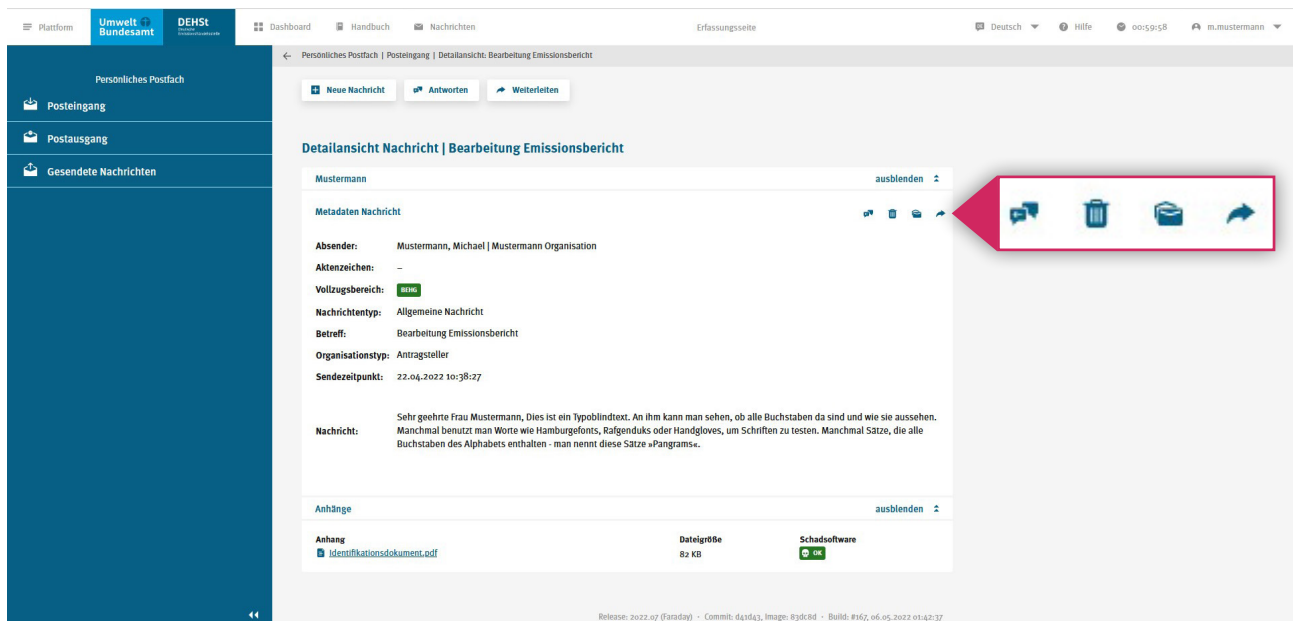 Plattform
Umwelt
Bundesamt
DEHSt
Dashboard
Handbuch
Nachrichten
Erfassungsseite
Deutsch
Hilfe
00:59:58
m.mustermann
Persönliches Postfach | Posteingang | Detailansicht: Bearbeitung Emissionsbericht
Persönliches Postfach
Posteingang
Postausgang
Gesendete Nachrichten
Neue Nachricht
Antworten
Weiterleiten
Detailansicht Nachricht | Bearbeitung Emissionsbericht
Mustermann ausblenden
Metadaten Nachricht
Absender: Mustermann, Michael | Mustermann Organisation
Aktenzeichen: –
Vollzugsbereich: BEHG
Nachrichtentyp: Allgemeine Nachricht
Betreff: Bearbeitung Emissionsbericht
Organisationstyp: Antragsteller
Sendezeitpunkt: 22.04.2022 10:38:27
Sehr geehrte Frau Mustermann, Dies ist ein Typoblindtext. An ihm kann man sehen, ob alle Buchstaben da sind und wie sie aussehen.
Nachricht: Manchmal benutzt man Worte wie Hamburgefonts, Rafgenduks oder Handgloves, um Schriften zu testen. Manchmal Sätze, die alle
Buchstaben des Alphabets enthalten - man nennt diese Sätze »Pangrams«.
Anhänge ausblenden
Anhang Dateigröße Schadsoftware
Identifikationsdokument.pdf 82 KB OK
Release: 2022.07 (Faraday) · Commit: d41d43, Image: 83dc8d · Build: #167, 06.05.2022 01:42:37